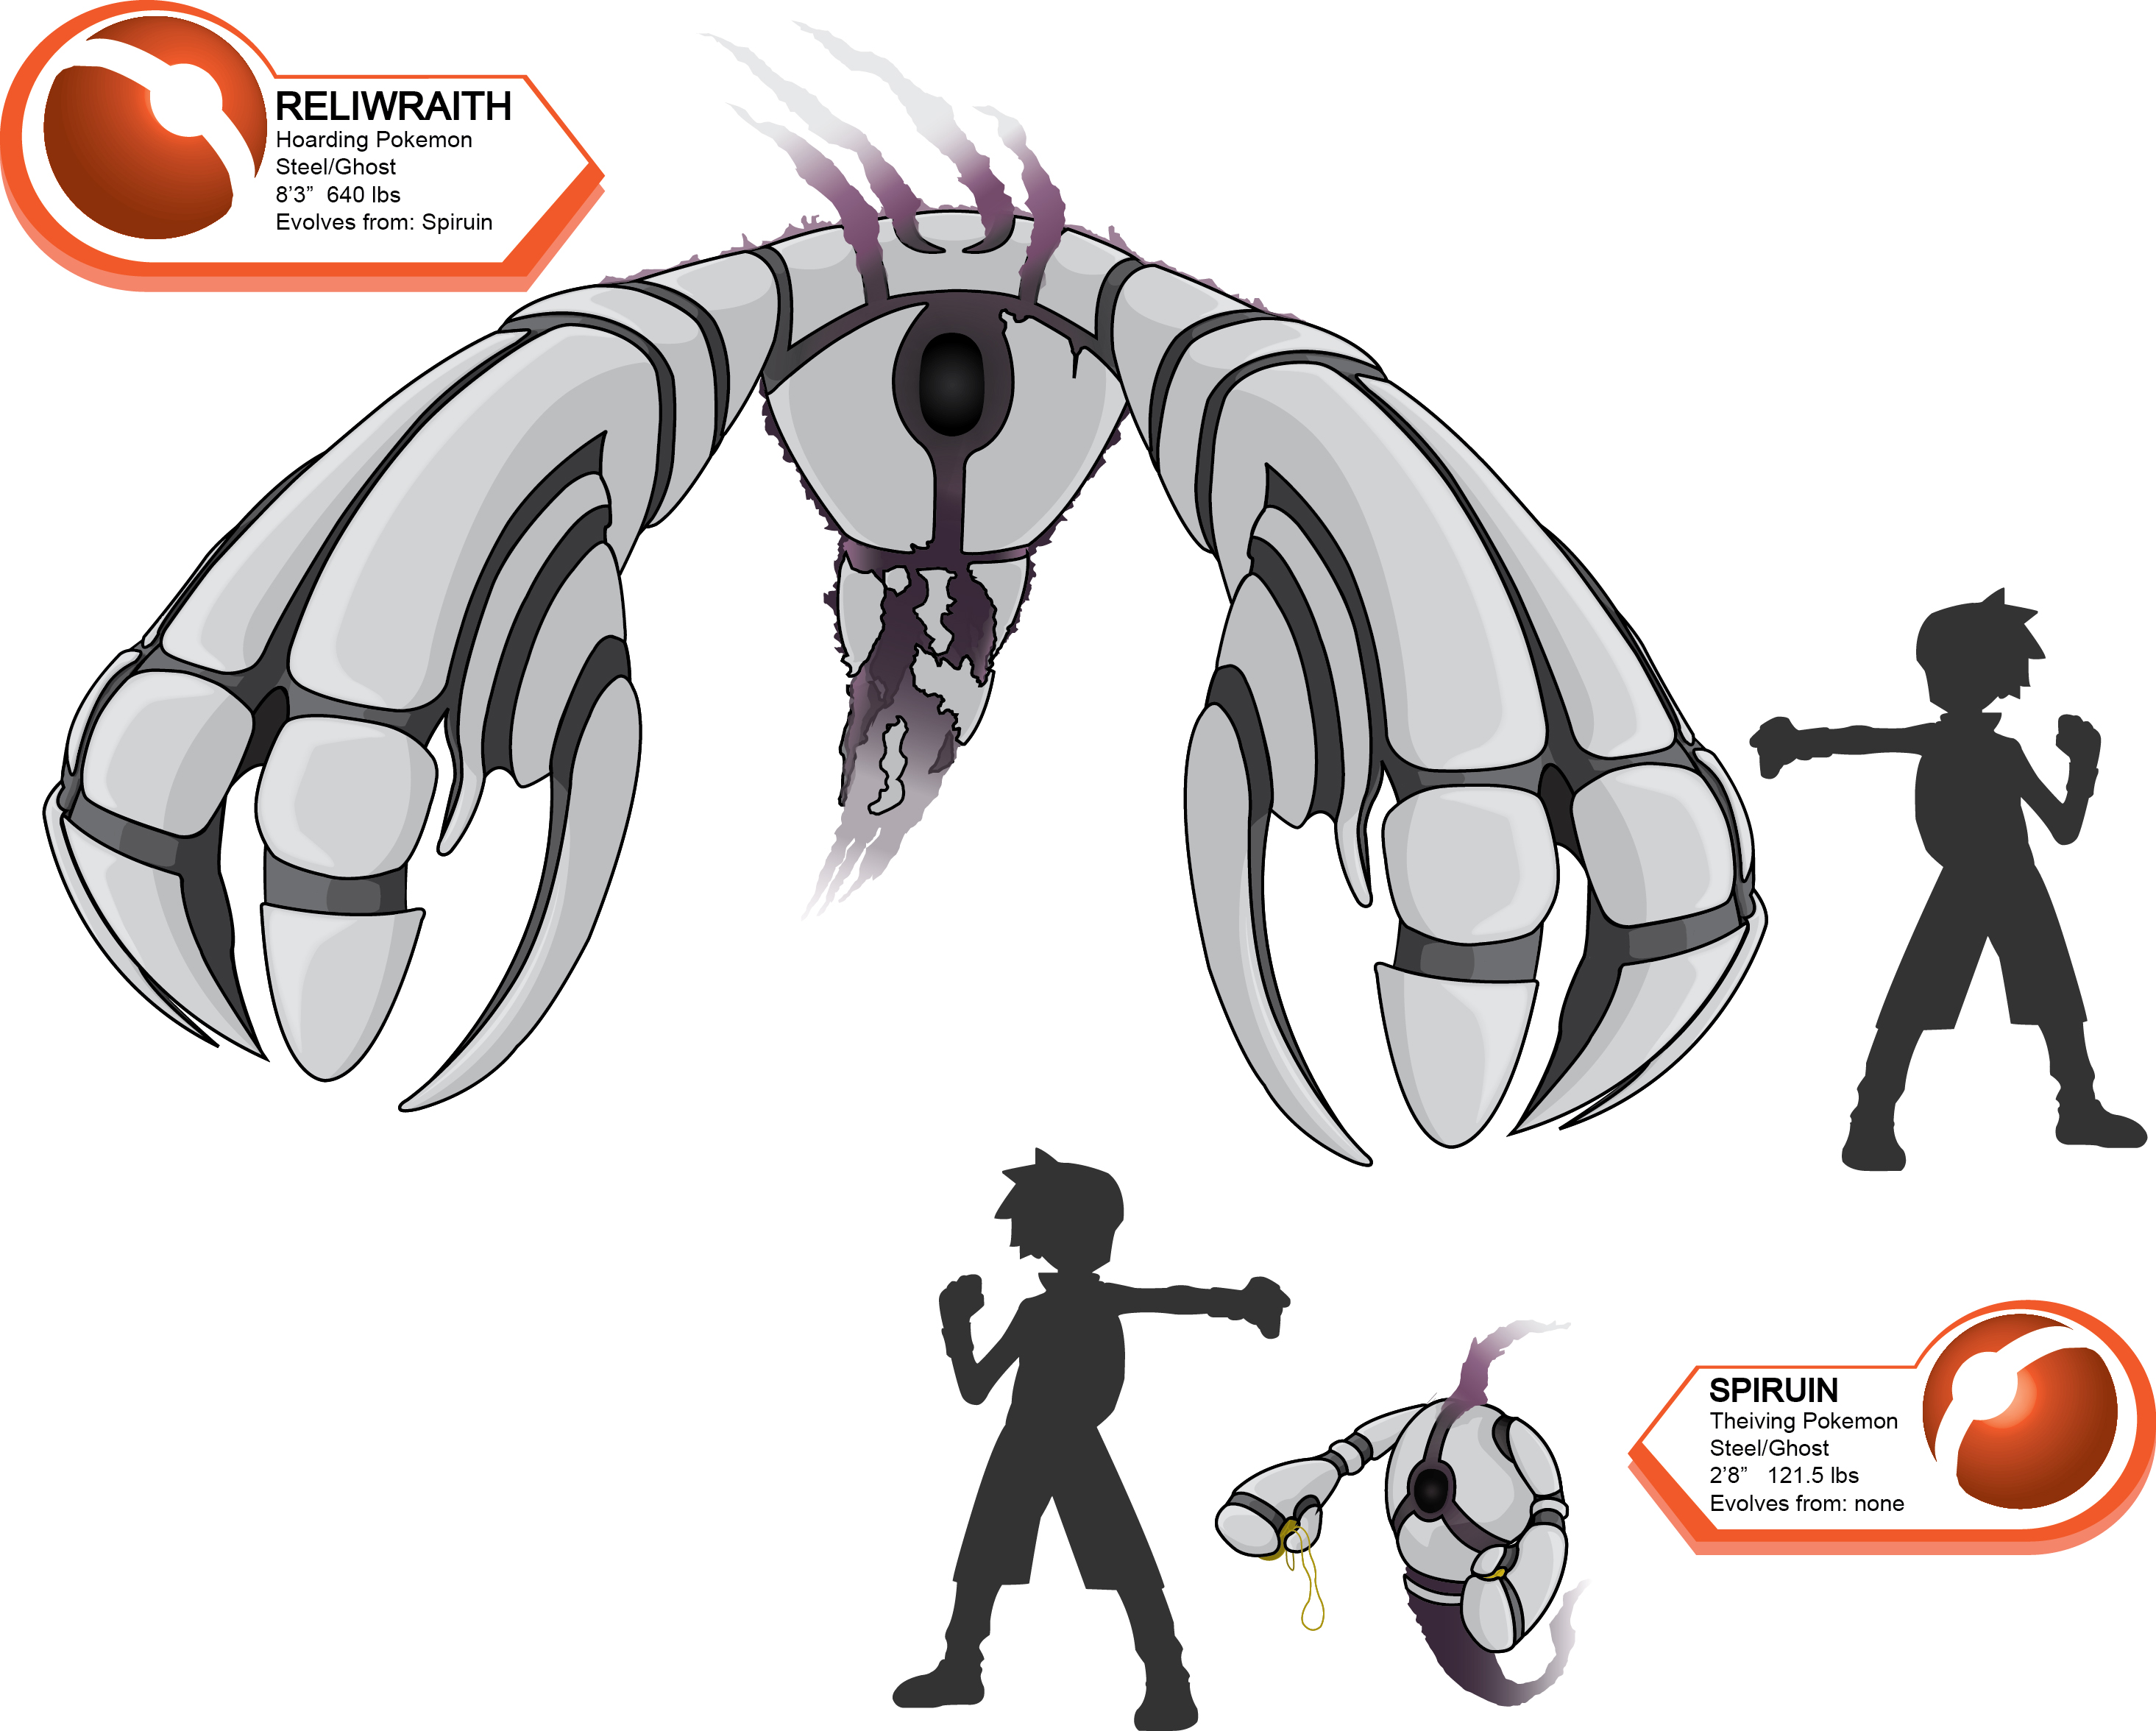 RELIWRAITH
Hoarding Pokemon
Steel/Ghost
8’3” 640 lbs
Evolves from: Spiruin
SPIRUIN
Theiving Pokemon
Steel/Ghost
2’8” 121.5 lbs
Evolves from: none